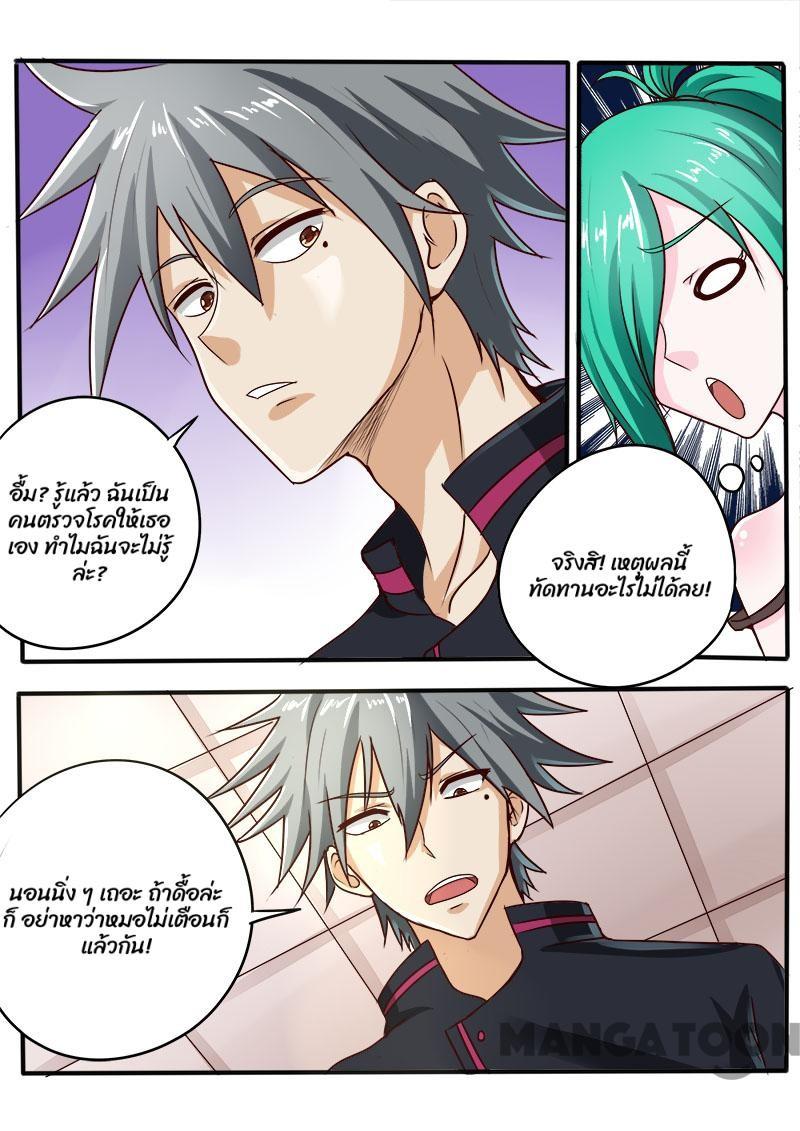 อื้ม? รู้แล้ว ฉันเป็น
คนตรวจโรคให้เธอ
เอง ทำไมฉันจะไม่รู้
ล่ะ?
จริงสิ! เหตุผลนี้
ทัดทานอะไรไม่ได้ลย!
นอนนิ่ง ๆ เถอะ ถ้าดื้อล่ะ
ก็ อย่าหาว่าหมอไม่เตือนก็
แล้วกัน!
MANGATOON